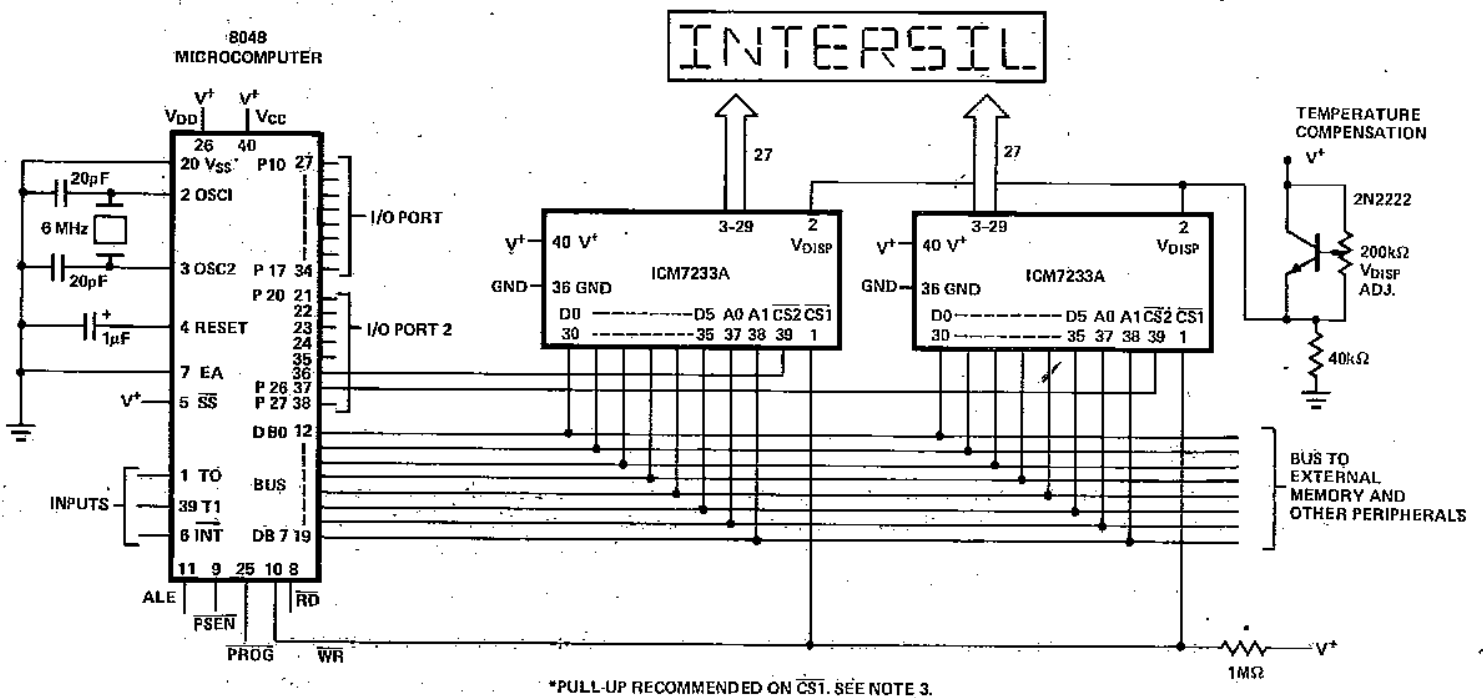 8048
MICROCOMPUTER
V+ V+
VDD VCC
26 40
20 VSS* P10 27
20pF
2 OSCI
6 MHz
I/O PORT
3 OSC2 P 17 34
20pF
P 20 21
22
4 RESET 23
I/O PORT 2
1µF
+
24
35
36
7 EA
P 26 37
V+ 5 SS P 27 38
DB0 12
1 TO
BUS
INPUTS
39 T1
6 INT DB 7 19
11 9 25 10 8
ALE
PSEN
PROG
WR
RD
INTERSIL
27
27
3-29 2
VDISP
V+ 40 V+
ICM7233A
GND 36 GND
D0 D5 A0 A1 CS2 CS1
30 35 37 38 39 1
3-29 2
VDISP
V+ 40 V+
ICM7233A
GND 36 GND
D0 D5 A0 A1 CS2 CS1
30 35 37 38 39 1
TEMPERATURE
COMPENSATION
V+
2N2222
200kΩ
VDISP
ADJ.
40kΩ
BUS TO
EXTERNAL
MEMORY AND
OTHER PERIPHERALS
V+
1MΩ
*PULL-UP RECOMMENDED ON CS1. SEE NOTE 3.